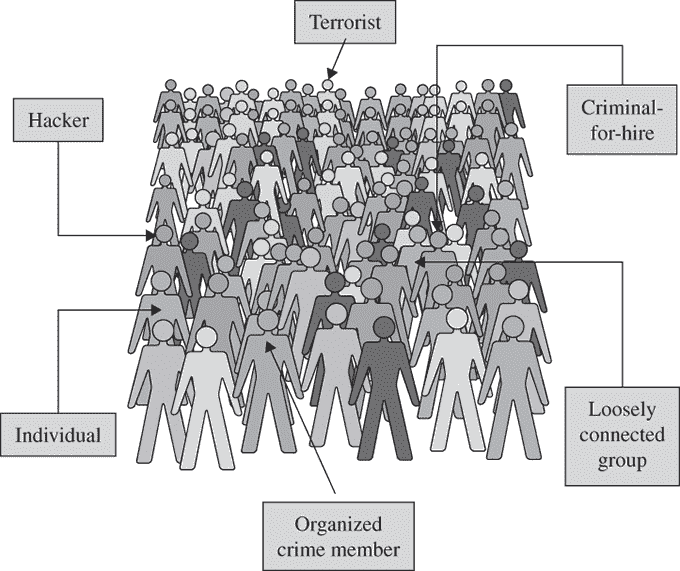 Terrorist
Hacker
Criminal-
for-hire
Individual
Loosely
connected
group
Organized
crime member